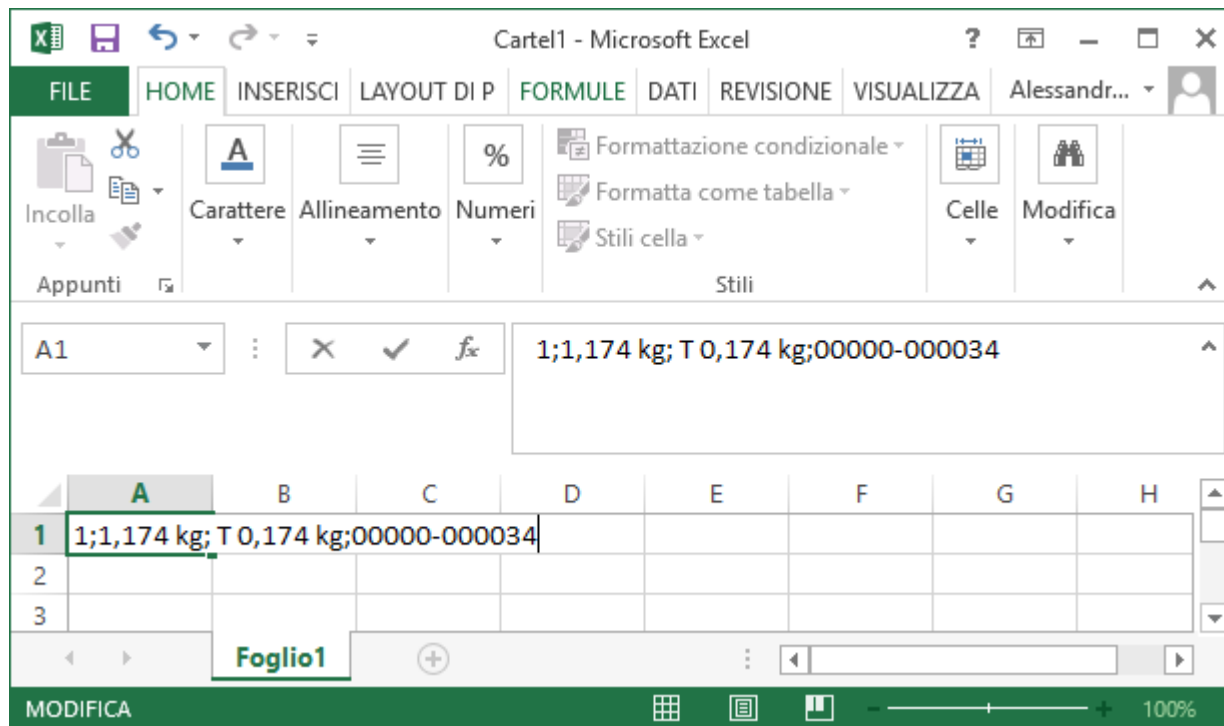 Cartel1 - Microsoft Excel ?
FILE HOME INSERISCI LAYOUT DI P FORMULE DATI REVISIONE VISUALIZZA Alessandr...
Incolla
Appunti
A
Carattere
Allineamento
%
Numeri
Formattazione condizionale
Formatta come tabella
Stili cella
Stili
Celle
Modifica
A1 fx 1;1,174 kg; T 0,174 kg;00000-000034
A B C D E F G H
1 1;1,174 kg; T 0,174 kg;00000-000034
2
3
Foglio1
MODIFICA 100%